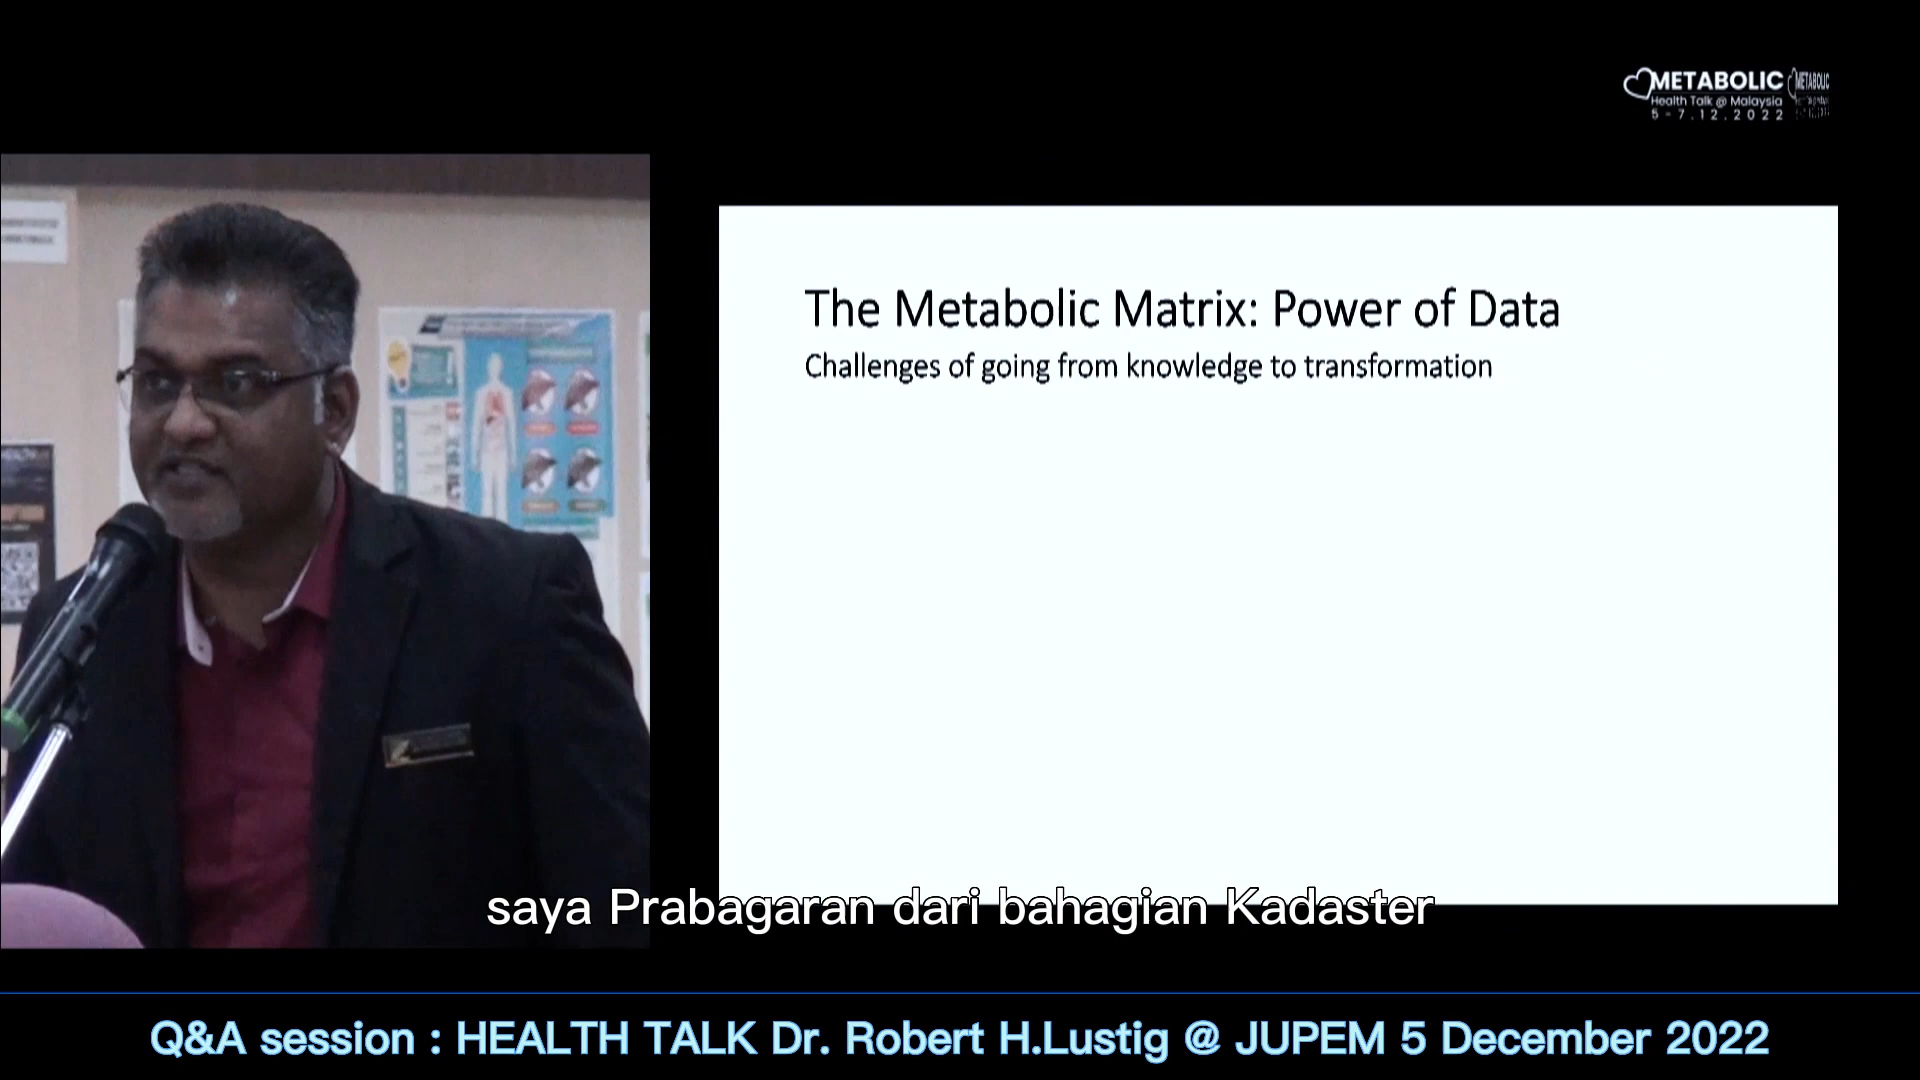 METABOLIC
Health Talk @ Malaysia
5 - 7.12.2022
METABOLIC
The Metabolic Matrix: Power of Data
Challenges of going from knowledge to transformation
saya Prabagaran dari bahagian Kadaster
Q&A session : HEALTH TALK Dr. Robert H.Lustig @ JUPEM 5 December 2022